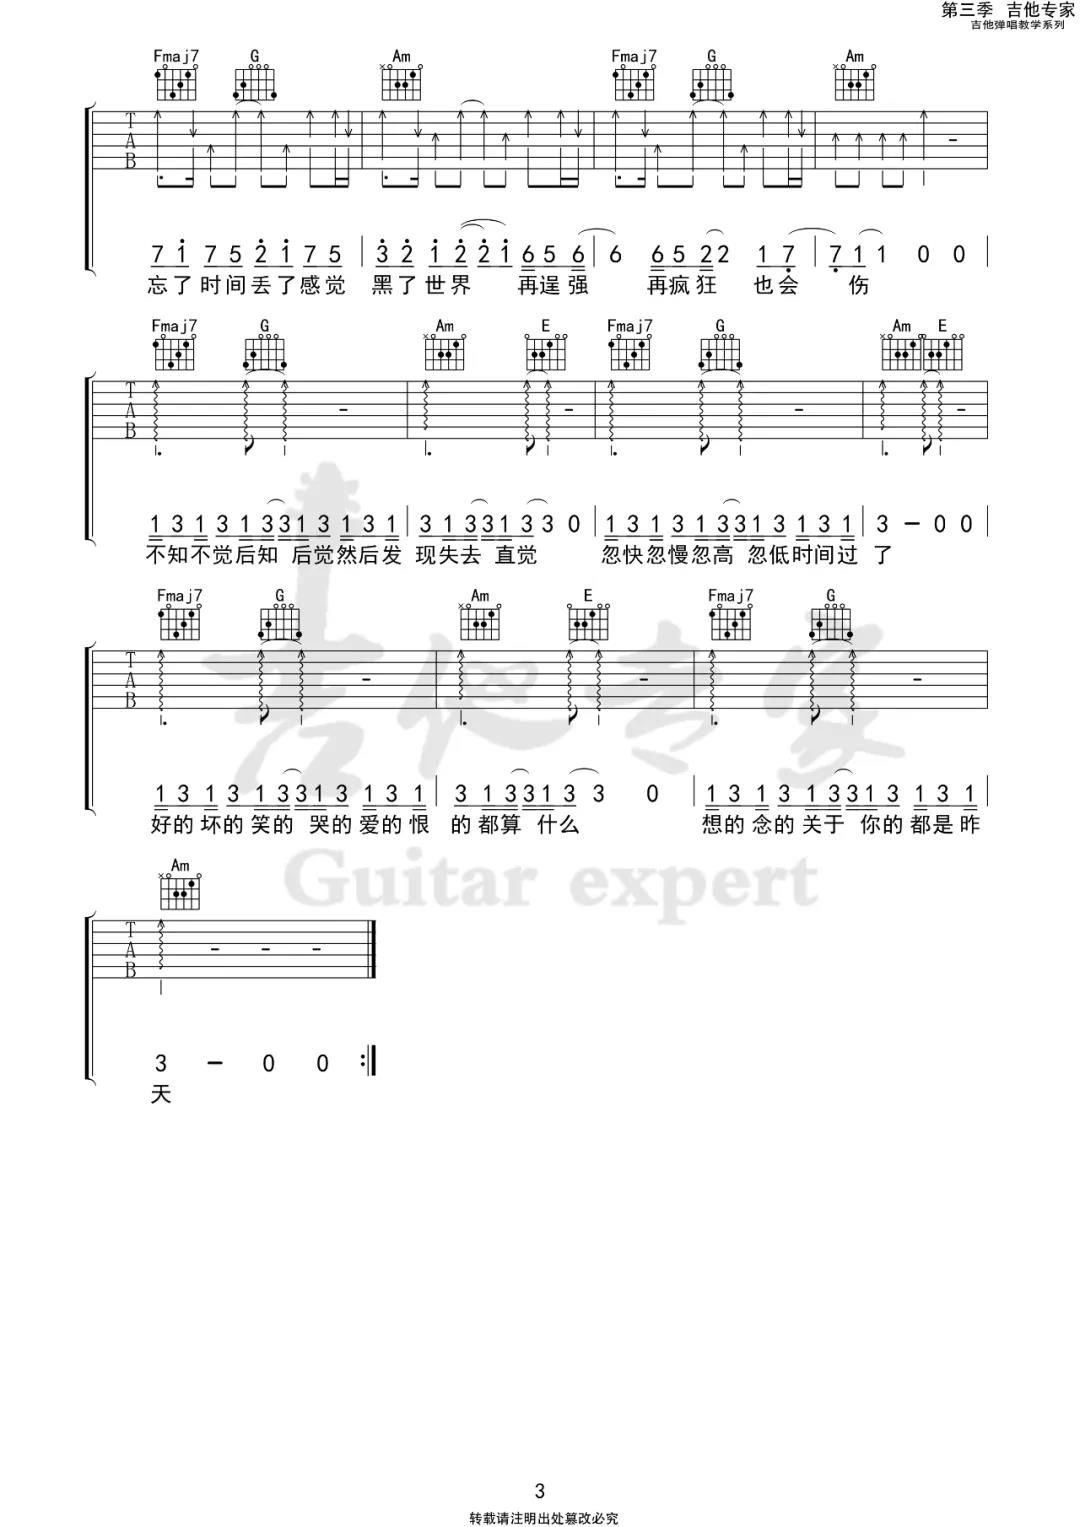 第三季 吉他专家
吉他弹唱教学系列
Fmaj7 G Am Fmaj7 G Am
T
A
B
7 1 7 5 2 1 7 5 3 2 1 2 2 1 6 5 6 6 6 5 2 2 1 7 7 1 1 0 0
忘了 时间丢了感觉 黑了世界 再逞强 再疯狂 也会 伤
Fmaj7 G Am E Fmaj7 G Am E
T
A
B
1 3 1 3 1 3 3 1 3 1 3 1 3 1 3 3 1 3 3 0 1 3 1 3 1 3 3 1 3 1 3 1 3 - 0 0
不知不觉后知 后觉然后发 现失去 直觉 忽快忽慢忽高 忽低时间过 了
Fmaj7 G Am E Fmaj7 G
T
A
B
1 3 1 3 1 3 3 1 3 1 3 1 3 1 3 3 1 3 3 0 1 3 1 3 1 3 3 1 3 1 3 1
好的 坏的 笑的 哭的 爱的 恨 的都算 什么 想的 念的 关于 你的 都是 昨
吉他专家
Guitar expert
Am
T
A
B
3 - 0 0
天
3
转载请注明出处篡改必究